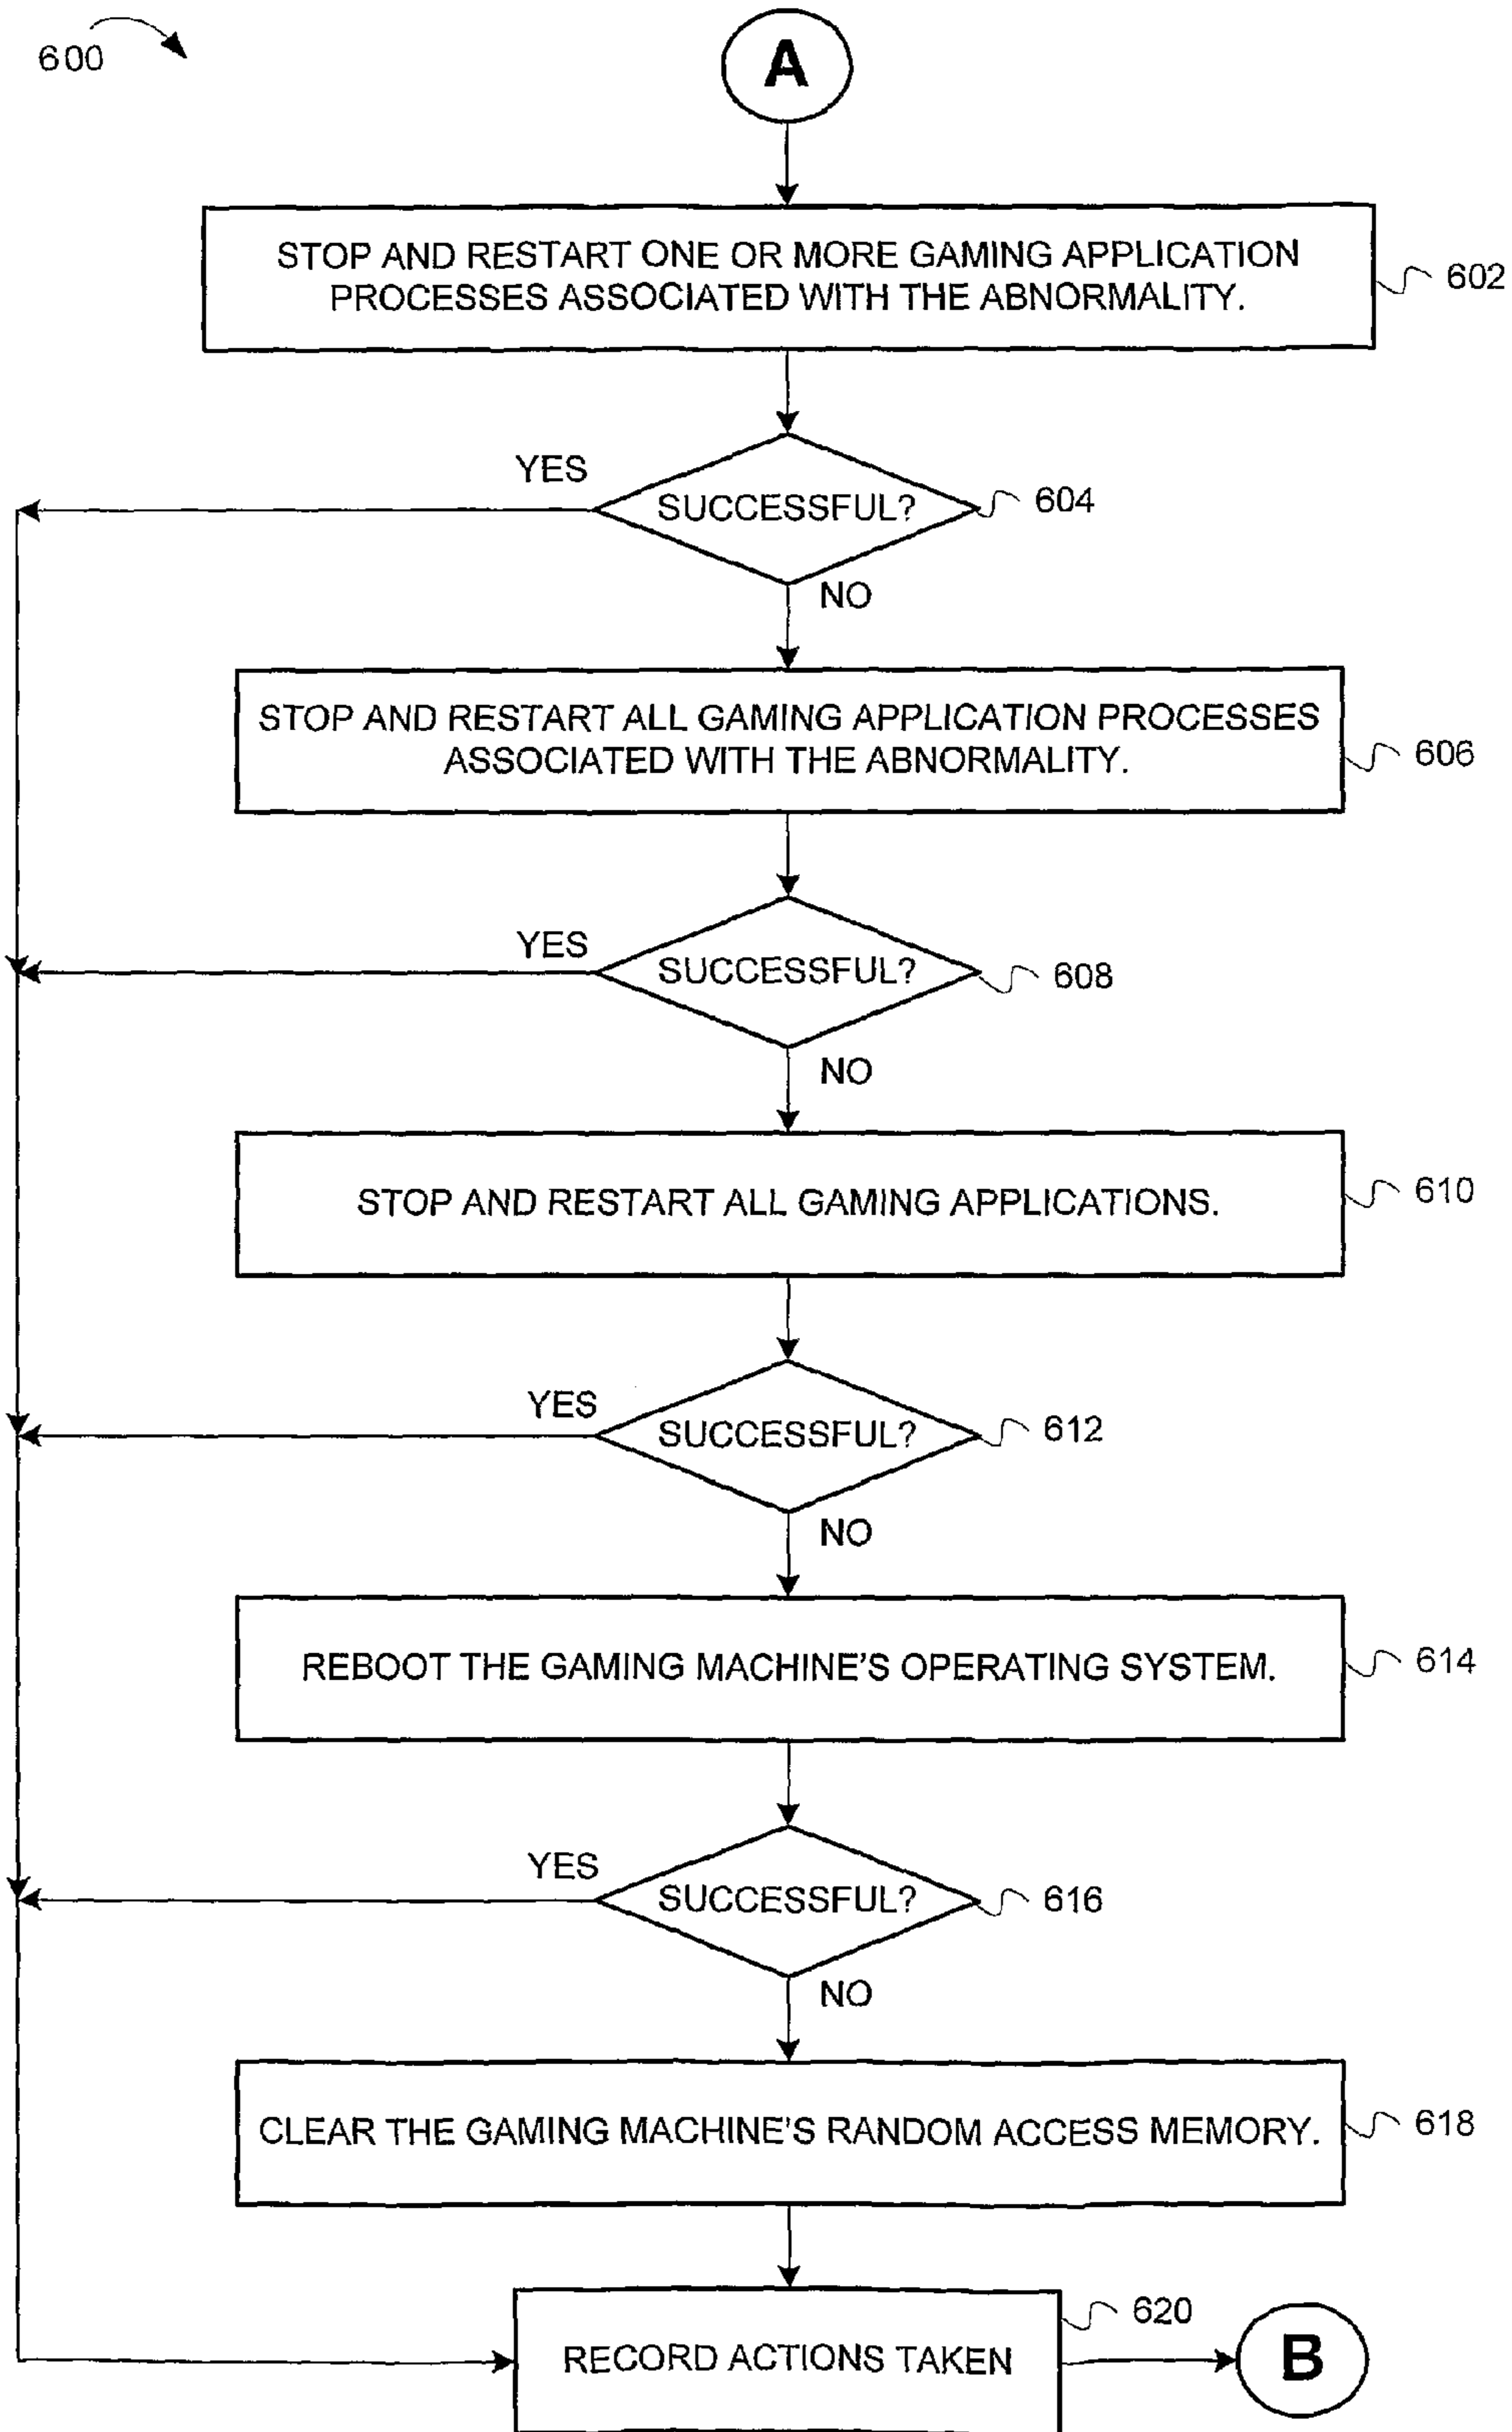 600
A
STOP AND RESTART ONE OR MORE GAMING APPLICATION
PROCESSES ASSOCIATED WITH THE ABNORMALITY.
602
YES
SUCCESSFUL?
604
NO
STOP AND RESTART ALL GAMING APPLICATION PROCESSES
ASSOCIATED WITH THE ABNORMALITY.
606
YES
SUCCESSFUL?
608
NO
STOP AND RESTART ALL GAMING APPLICATIONS.
610
YES
SUCCESSFUL?
612
NO
REBOOT THE GAMING MACHINE'S OPERATING SYSTEM.
614
YES
SUCCESSFUL?
616
NO
CLEAR THE GAMING MACHINE'S RANDOM ACCESS MEMORY.
618
620
RECORD ACTIONS TAKEN
B